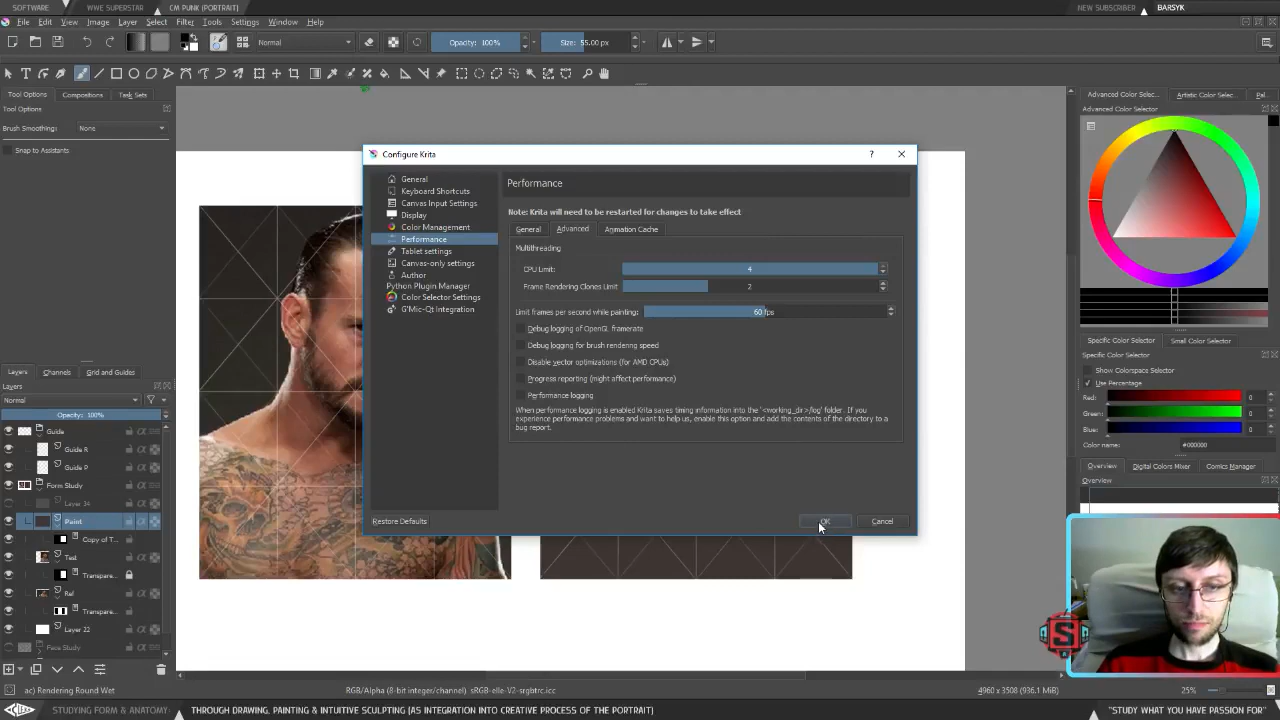 SOFTWARE
WWE SUPERSTAR
CM PUNK (PORTRAIT)
NEW SUBSCRIBER
BARSYK
File
Edit
View
Image
Layer
Select
Filter
Tools
Settings
Window
Help
Normal
Opacity: 100%
Size: 55.00 px
Tool Options
Compositions
Task Sets
Tool Options
Brush Smoothing:
None
Snap to Assistants
Layers
Channels
Grid and Guides
Layers
Normal
Opacity: 100%
Guide
Guide R
Guide P
Form Study
Layer 34
Paint
Copy of T...
Test
Transpare...
Ref
Transpare...
Layer 22
Face Study
Configure Krita
?
General
Keyboard Shortcuts
Canvas Input Settings
Display
Color Management
Performance
Tablet settings
Canvas-only settings
Author
Python Plugin Manager
Color Selector Settings
G'Mic-Qt Integration
Performance
Note: Krita will need to be restarted for changes to take effect
General
Advanced
Animation Cache
Multithreading
CPU Limit:
4
Frame Rendering Clones Limit
2
Limit frames per second while painting:
60 fps
Debug logging of OpenGL framerate
Debug logging for brush rendering speed
Disable vector optimizations (for AMD CPUs)
Progress reporting (might affect performance)
Performance logging
When performance logging is enabled Krita saves timing information into the '<working_dir>/log' folder. If you
experience performance problems and want to help us, enable this option and add the contents of the directory to a
bug report.
Restore Defaults
OK
Cancel
Advanced Color Selec...
Artistic Color Selec...
Pal...
Advanced Color Selector
Specific Color Selector
Small Color Selector
Specific Color Selector
Show Colorspace Selector
Use Percentage
Red:
0
Green:
0
Blue:
0
Color name:
#000000
Overview
Digital Colors Mixer
Comics Manager
Overview
S
ac) Rendering Round Wet
RGB/Alpha (8-bit integer/channel) sRGB-elle-V2-srgbtrc.icc
4960 x 3508 (936.1 MiB)
25%
STUDYING FORM & ANATOMY
THROUGH DRAWING, PAINTING & INTUITIVE SCULPTING (AS INTEGRATION INTO CREATIVE PROCESS OF THE PORTRAIT)
"STUDY WHAT YOU HAVE PASSION FOR"